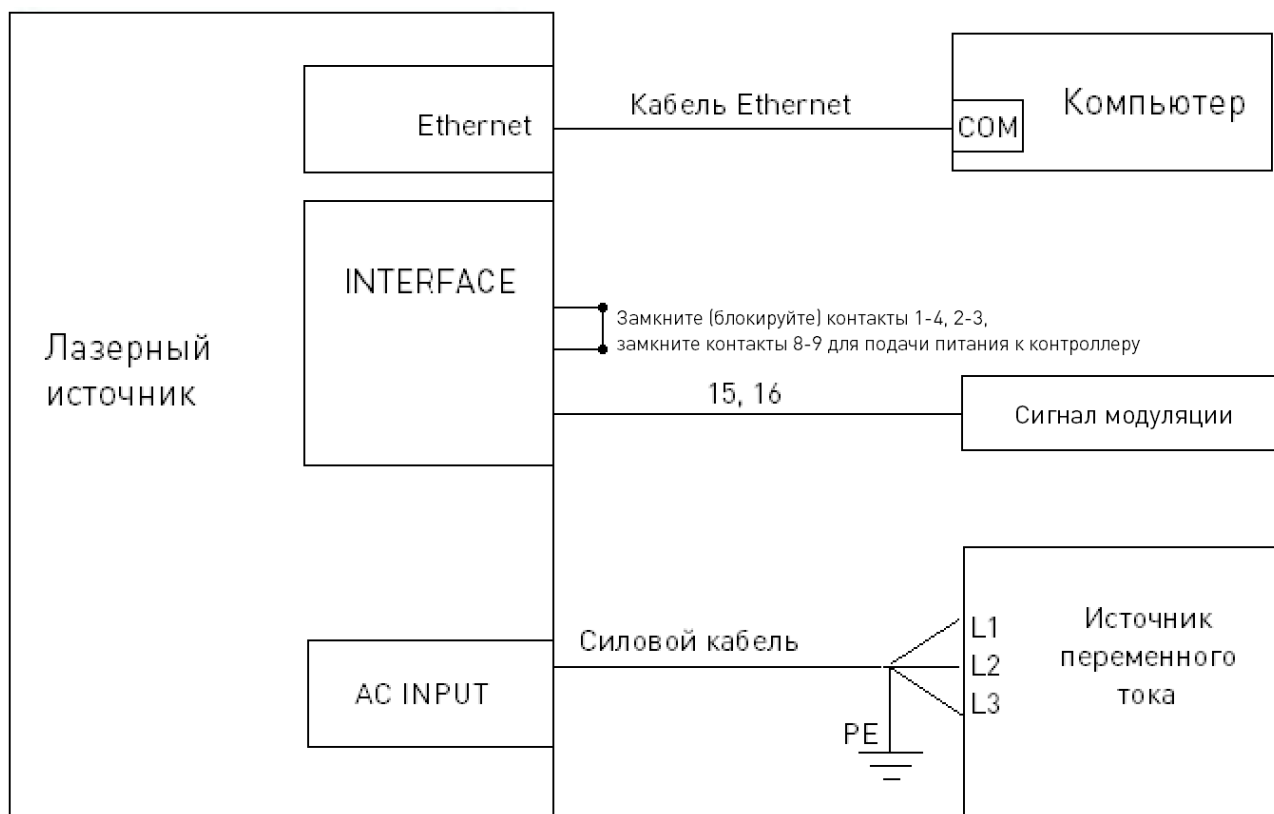 Ethernet
Кабель Ethernet
COM
Компьютер
INTERFACE
Лазерный
источник
Замкните (блокируйте) контакты 1-4, 2-3,
замкните контакты 8-9 для подачи питания к контроллеру
15, 16
Сигнал модуляции
AC INPUT
Силовой кабель
PE
L1
L2
L3
Источник
переменного
тока